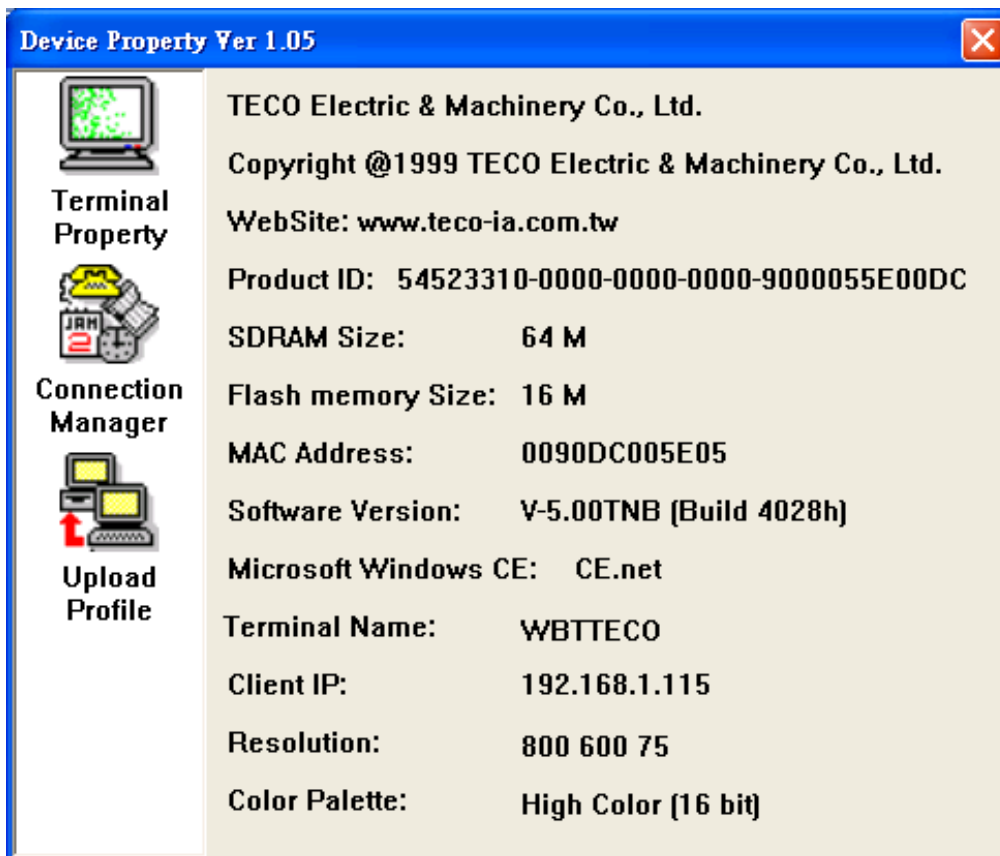 Device Property Ver 1.05
Terminal
Property
JAN
2
Connection
Manager
Upload
Profile
TECO Electric & Machinery Co., Ltd.
Copyright @1999 TECO Electric & Machinery Co., Ltd.
WebSite: www.teco-ia.com.tw
Product ID: 54523310-0000-0000-0000-9000055E00DC
SDRAM Size: 64 M
Flash memory Size: 16 M
MAC Address: 0090DC005E05
Software Version: V-5.00TNB (Build 4028h)
Microsoft Windows CE: CE.net
Terminal Name: WBTTECO
Client IP: 192.168.1.115
Resolution: 800 600 75
Color Palette: High Color (16 bit)